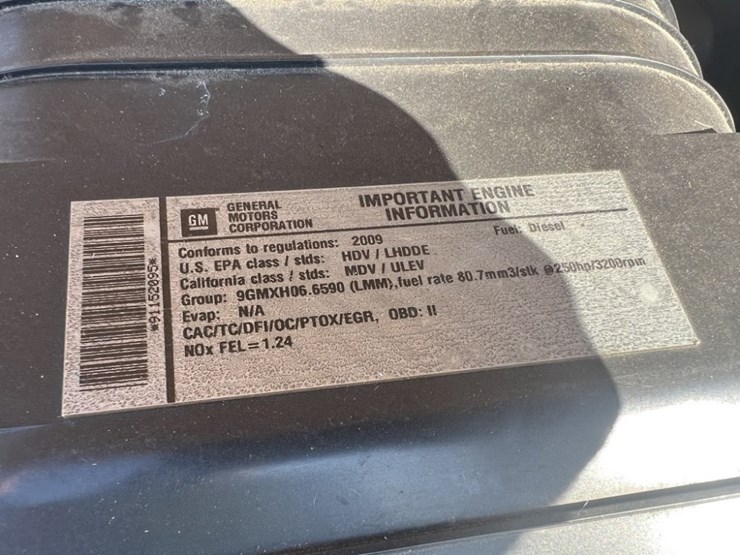 *91152095*
GM
GENERAL
MOTORS
CORPORATION
IMPORTANT ENGINE
INFORMATION
Conforms to regulations: 2009
Fuel: Diesel
U.S. EPA class / stds: HDV / LHDDE
California class / stds: MDV / ULEV
Group: 9GMXH06.6590 (LMM),fuel rate 80.7mm3/stk @250hp/3200rpm
Evap: N/A
CAC/TC/DFI/OC/PTOX/EGR, OBD: II
NOx FEL=1.24